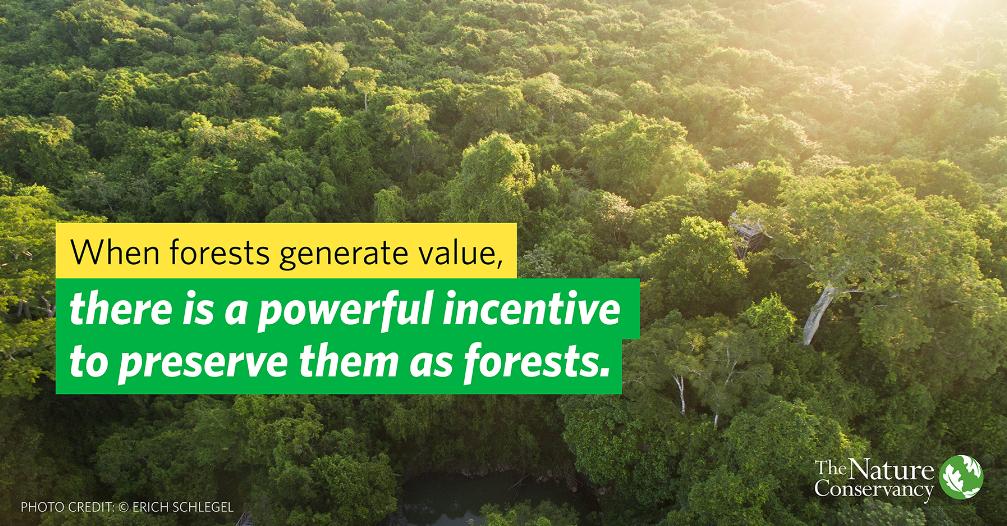 When forests generate value,
there is a powerful incentive
to preserve them as forests.
The Nature
Conservancy
PHOTO CREDIT: © ERICH SCHLEGEL